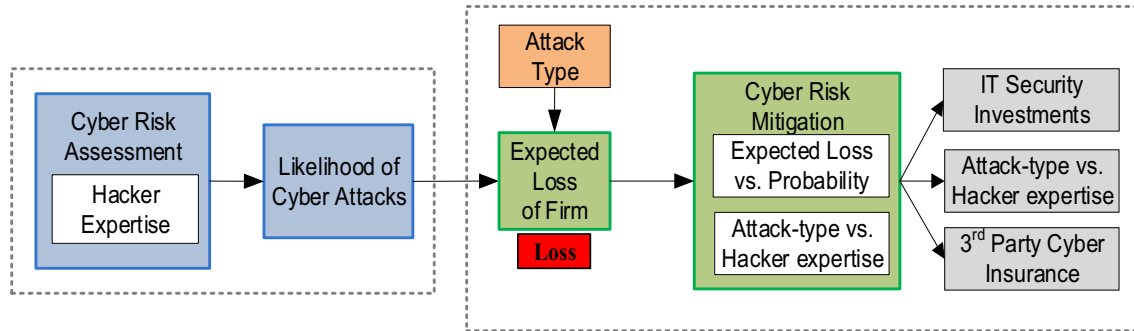 Cyber Risk
Assessment
Hacker
Expertise
Likelihood of
Cyber Attacks
Attack
Type
Expected
Loss
of Firm
Loss
Cyber Risk
Mitigation
Expected Loss
vs. Probability
Attack-type vs.
Hacker expertise
IT Security
Investments
Attack-type vs.
Hacker expertise
3rd Party Cyber
Insurance